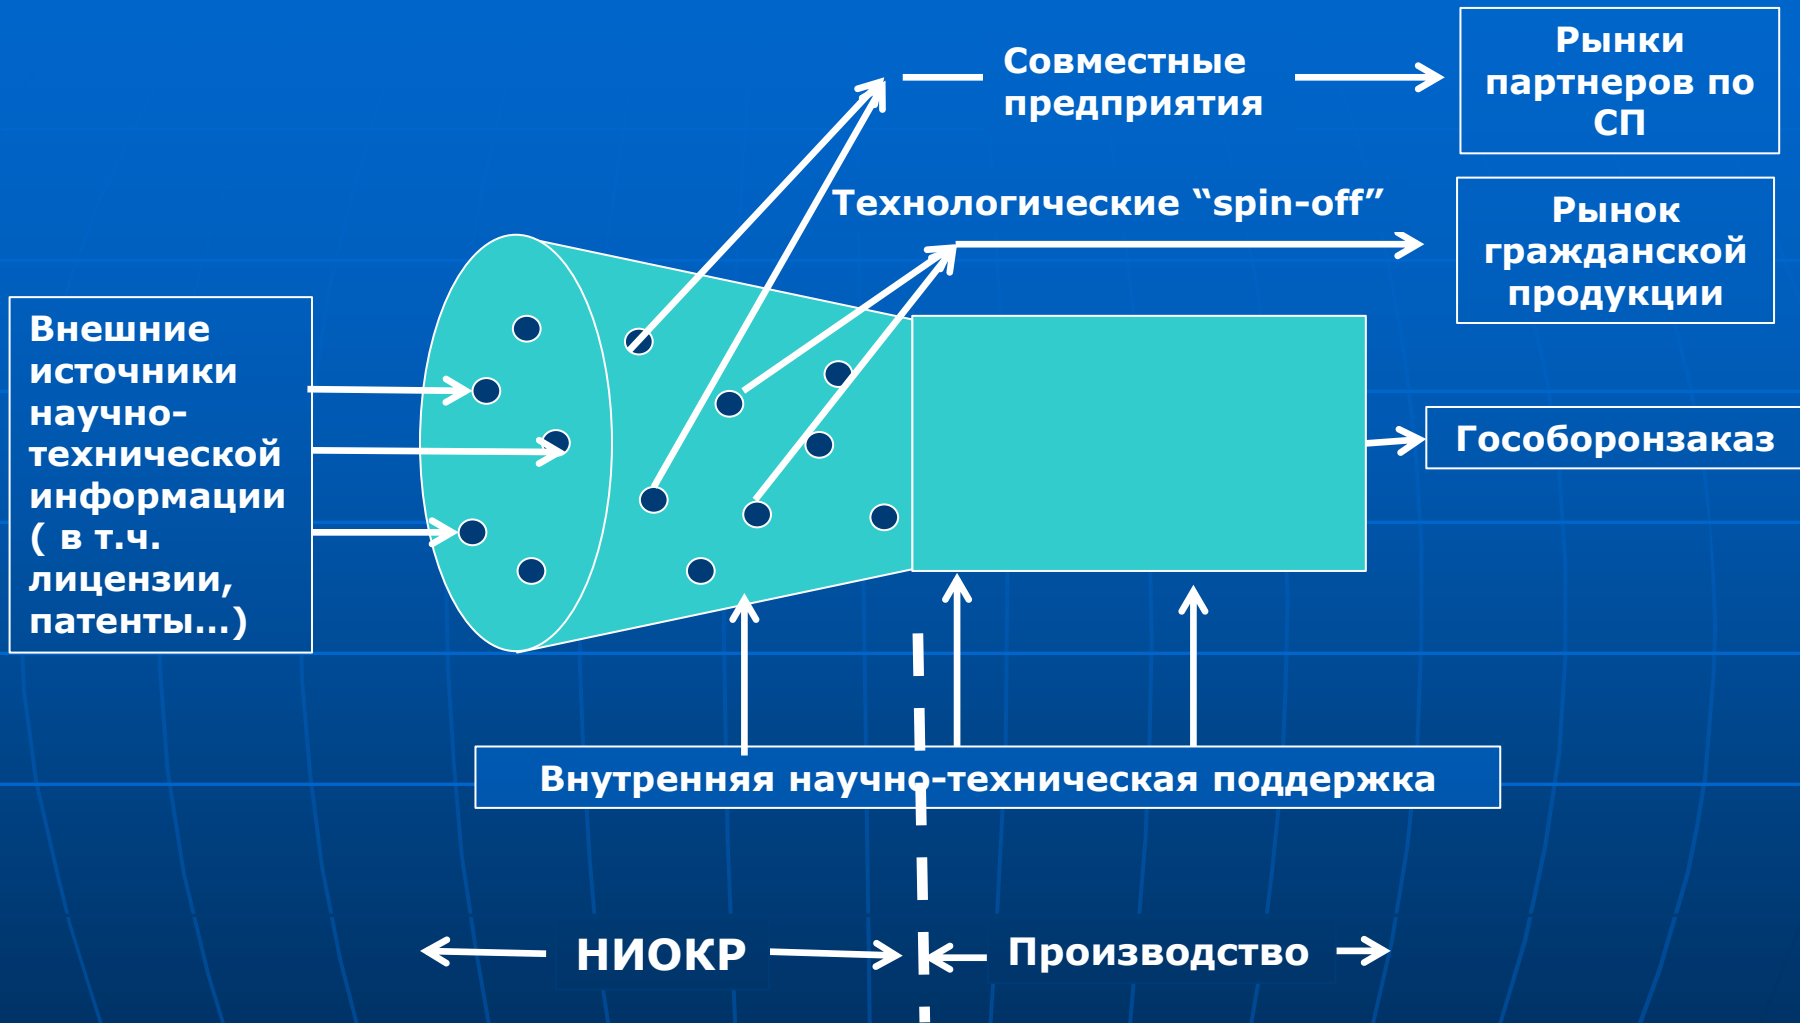 Совместные
предприятия
Рынки
партнеров по
СП
Технологические “spin-off”
Рынок
гражданской
продукции
Внешние
источники
научно-
технической
информации
( в т.ч.
лицензии,
патенты…)
Гособоронзаказ
Внутренняя научно-техническая поддержка
НИОКР
Производство